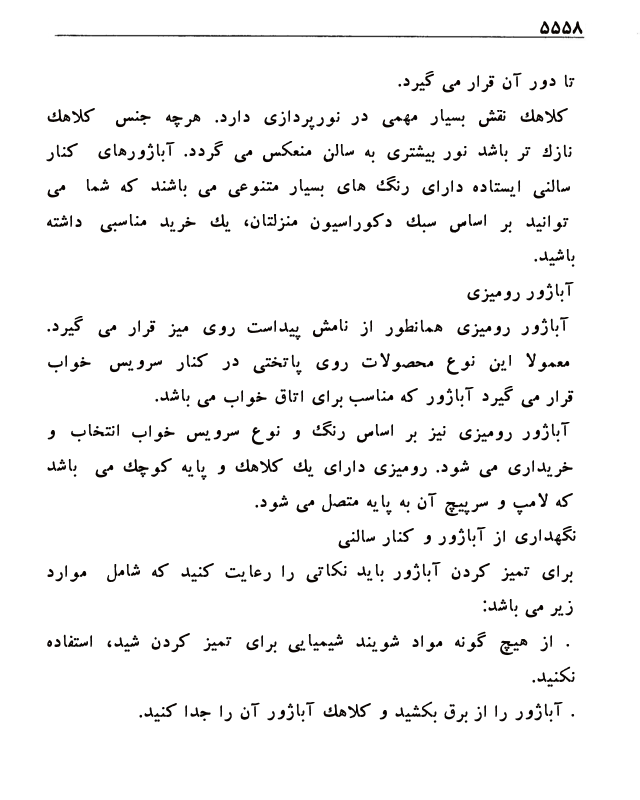 ۵۵۵۸
تا دور آن قرار می گیرد.
کلاهك نقش بسیار مهمی در نورپردازی دارد. هرچه جنس کلاهك
نازك تر باشد نور بیشتری به سالن منعکس می گردد. آباژورهای کنار
سالنی ایستاده دارای رنگ های بسیار متنوعی می باشند که شما می
توانید بر اساس سبك دکوراسیون منزلتان، یك خرید مناسبی داشته
باشید.
آباژور رومیزی
آباژور رومیزی همانطور از نامش پیداست روی میز قرار می گیرد.
معمولا این نوع محصولات روی پاتختی در کنار سرویس خواب
قرار می گیرد آباژور که مناسب برای اتاق خواب می باشد.
آباژور رومیزی نیز بر اساس رنگ و نوع سرویس خواب انتخاب و
خریداری می شود. رومیزی دارای یك کلاهك و پایه کوچك می باشد
که لامپ و سرپیچ آن به پایه متصل می شود.
نگهداری از آباژور و کنار سالنی
برای تمیز کردن آباژور باید نکاتی را رعایت کنید که شامل موارد
زیر می باشد:
. از هیچ گونه مواد شویند شیمیایی برای تمیز کردن شید، استفاده
نکنید.
. آباژور را از برق بکشید و کلاهك آباژور آن را جدا کنید.